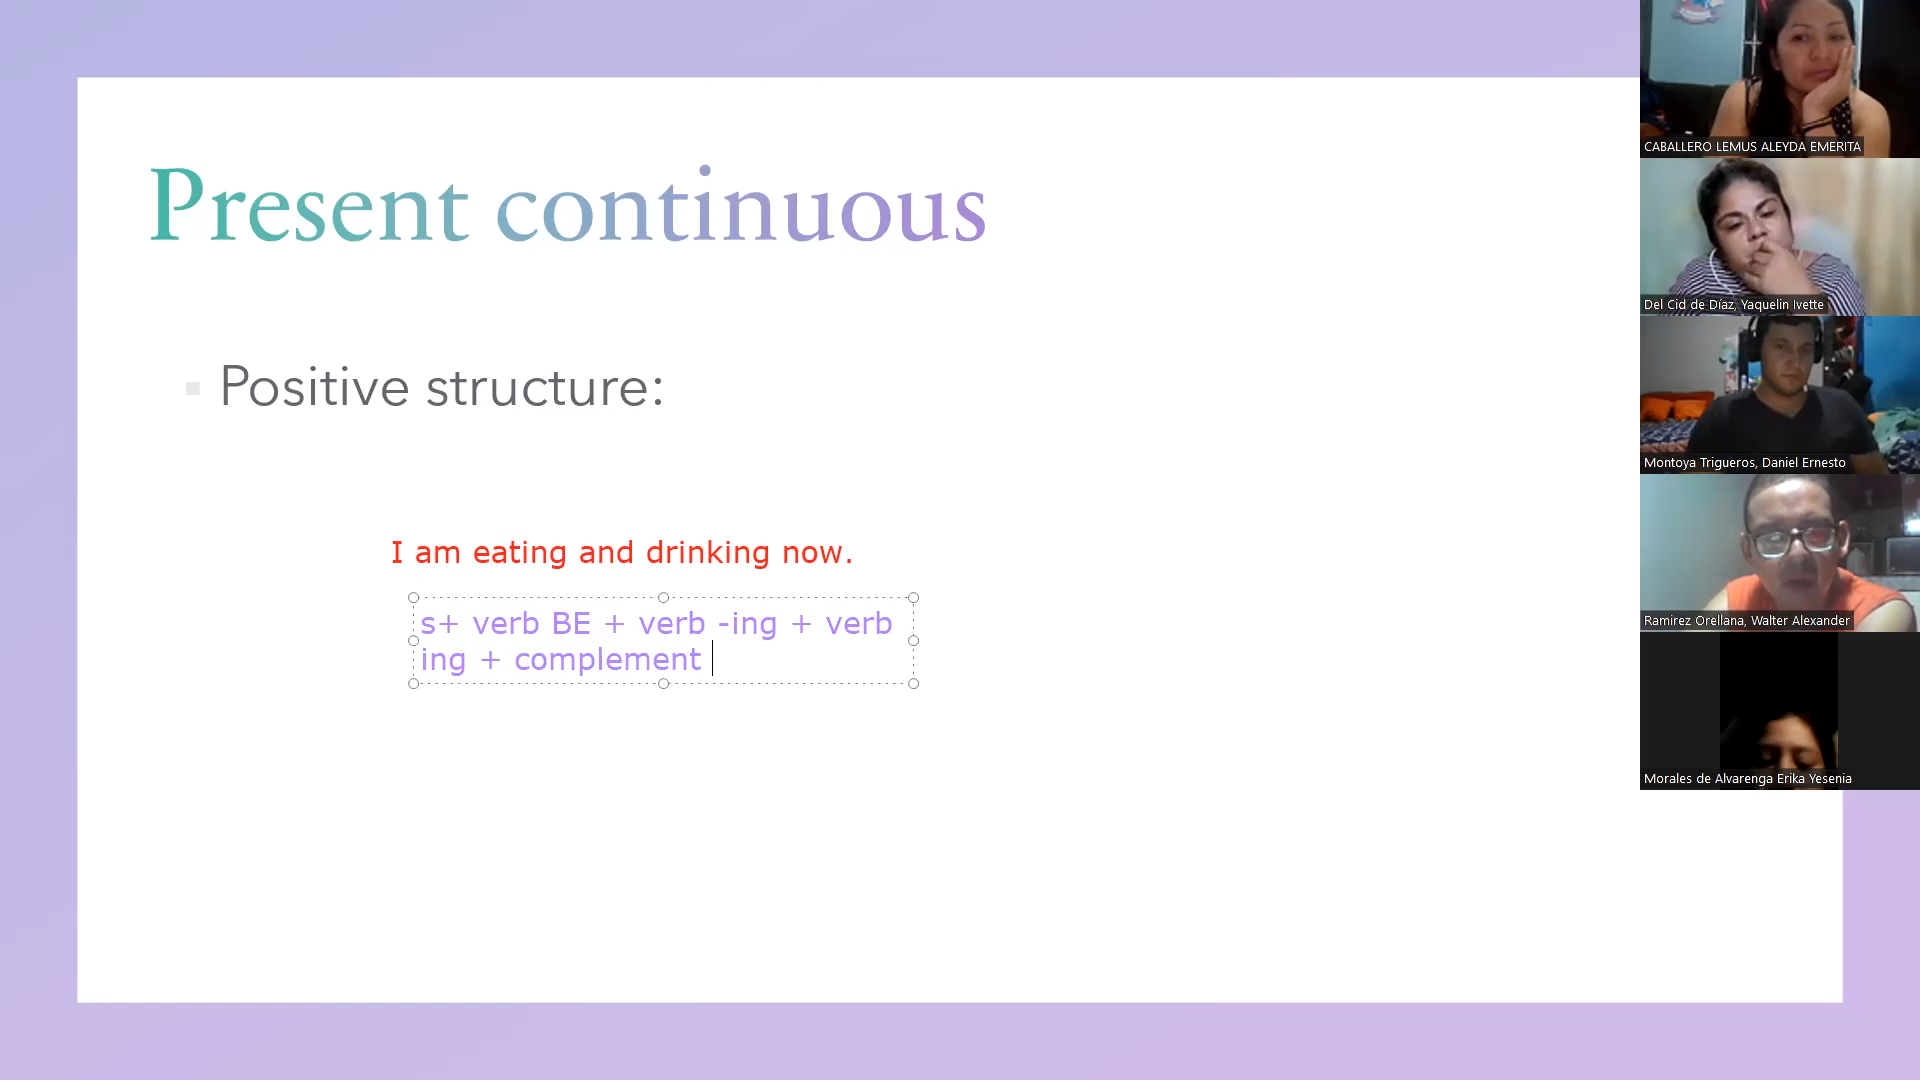 Present continuous
Positive structure:
I am eating and drinking now.
s+ verb BE + verb -ing + verb
ing + complement
CABALLERO LEMUS ALEYDA EMERITA
Del Cid de Díaz, Yaquelin Ivette
Montoya Trigueros, Daniel Ernesto
Ramirez Orellana, Walter Alexander
Morales de Alvarenga Erika Yesenia